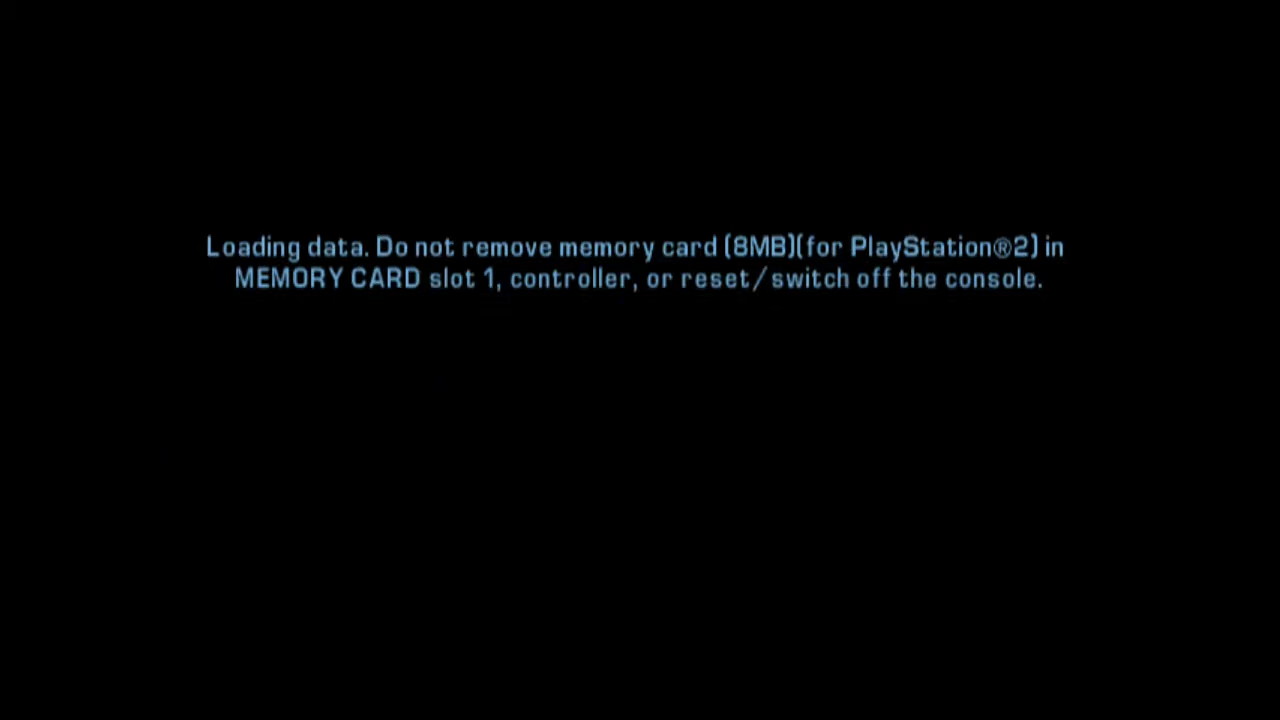 Loading data. Do not remove memory card (8MB)(for PlayStation®2) in
MEMORY CARD slot 1, controller, or reset/switch off the console.